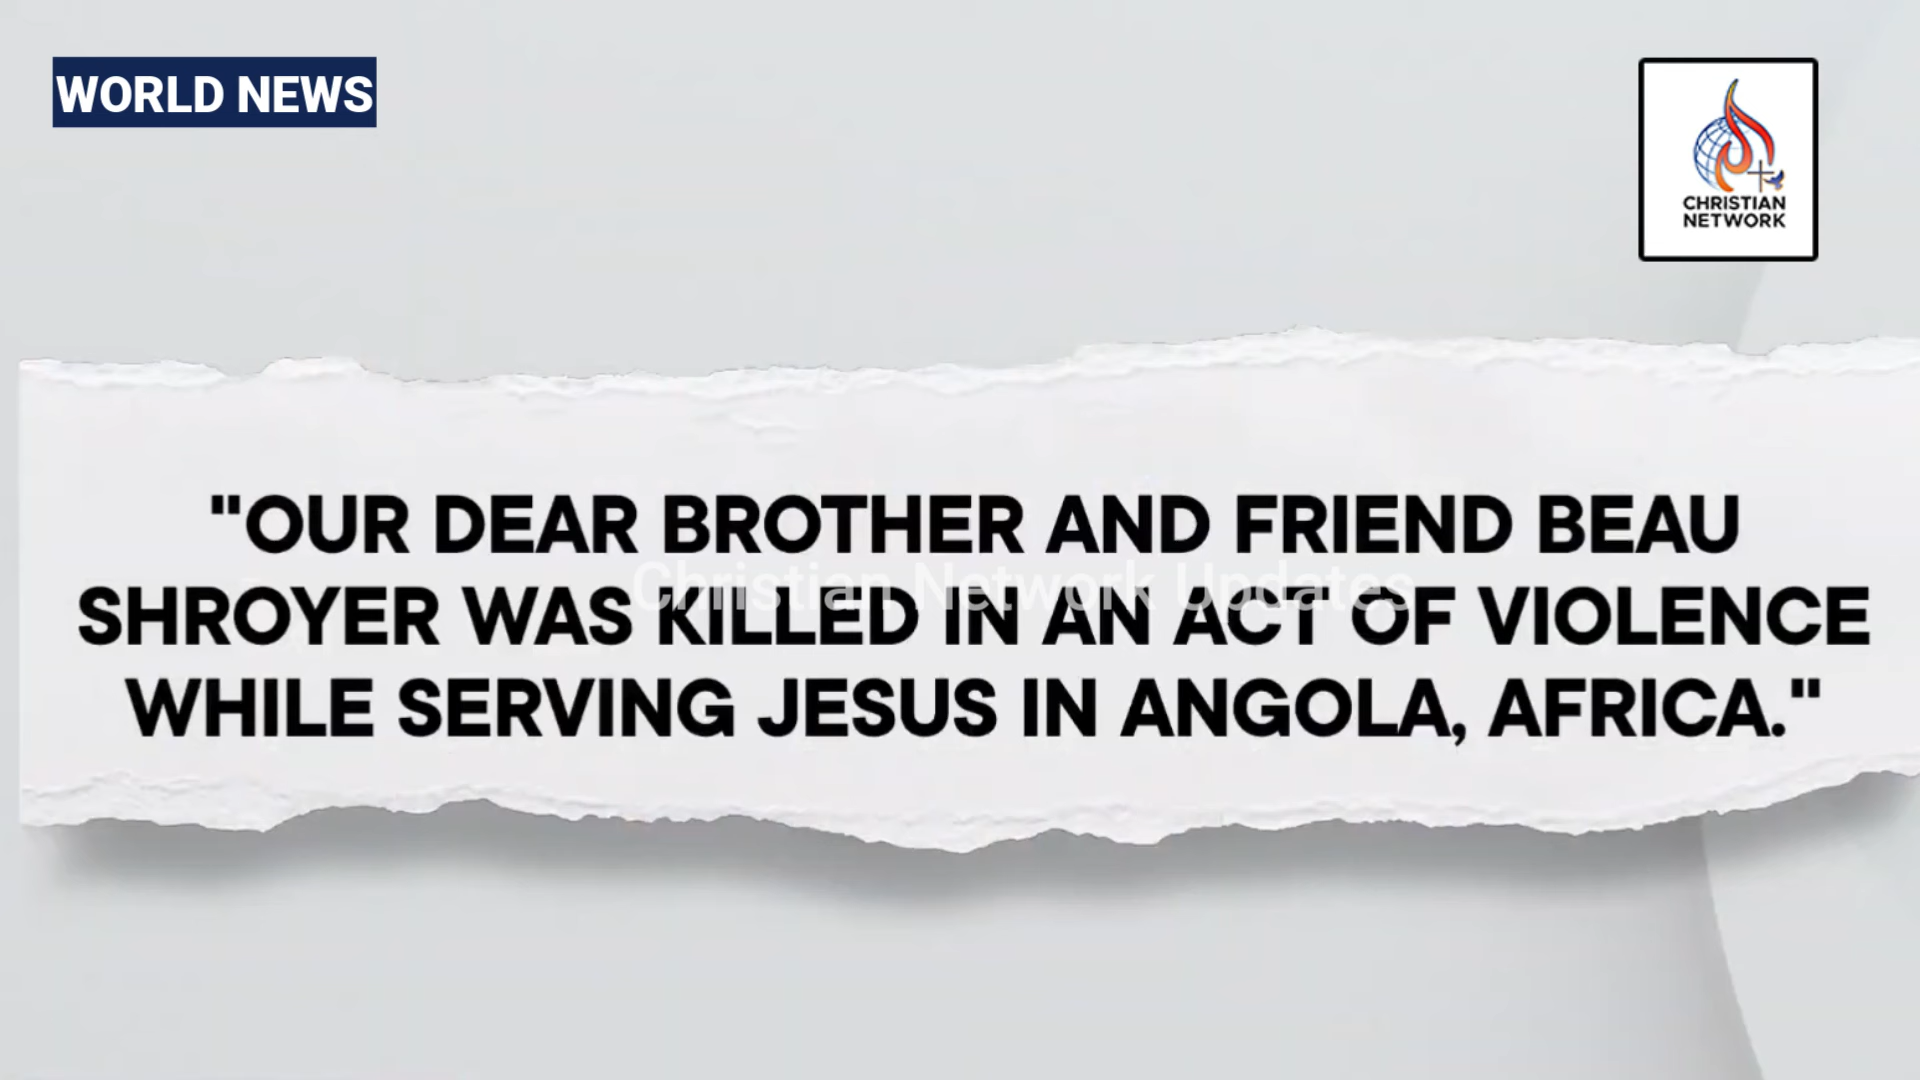 WORLD NEWS
CHRISTIAN
NETWORK
"OUR DEAR BROTHER AND FRIEND BEAU
Christian Network Updates
SHROYER WAS KILLED IN AN ACT OF VIOLENCE
WHILE SERVING JESUS IN ANGOLA, AFRICA."